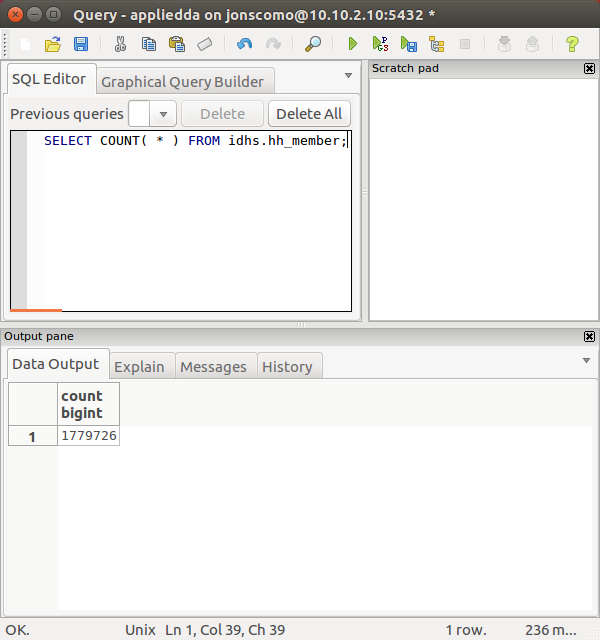 Query - appliedda on jonscomo@10.10.2.10:5432 *
SQL Editor
Graphical Query Builder
Previous queries
Delete
Delete All
SELECT COUNT( * ) FROM idhs.hh_member;
Scratch pad
Output pane
Data Output
Explain
Messages
History
count
bigint
1
1779726
OK.
Unix
Ln 1, Col 39, Ch 39
1 row.
236 m...